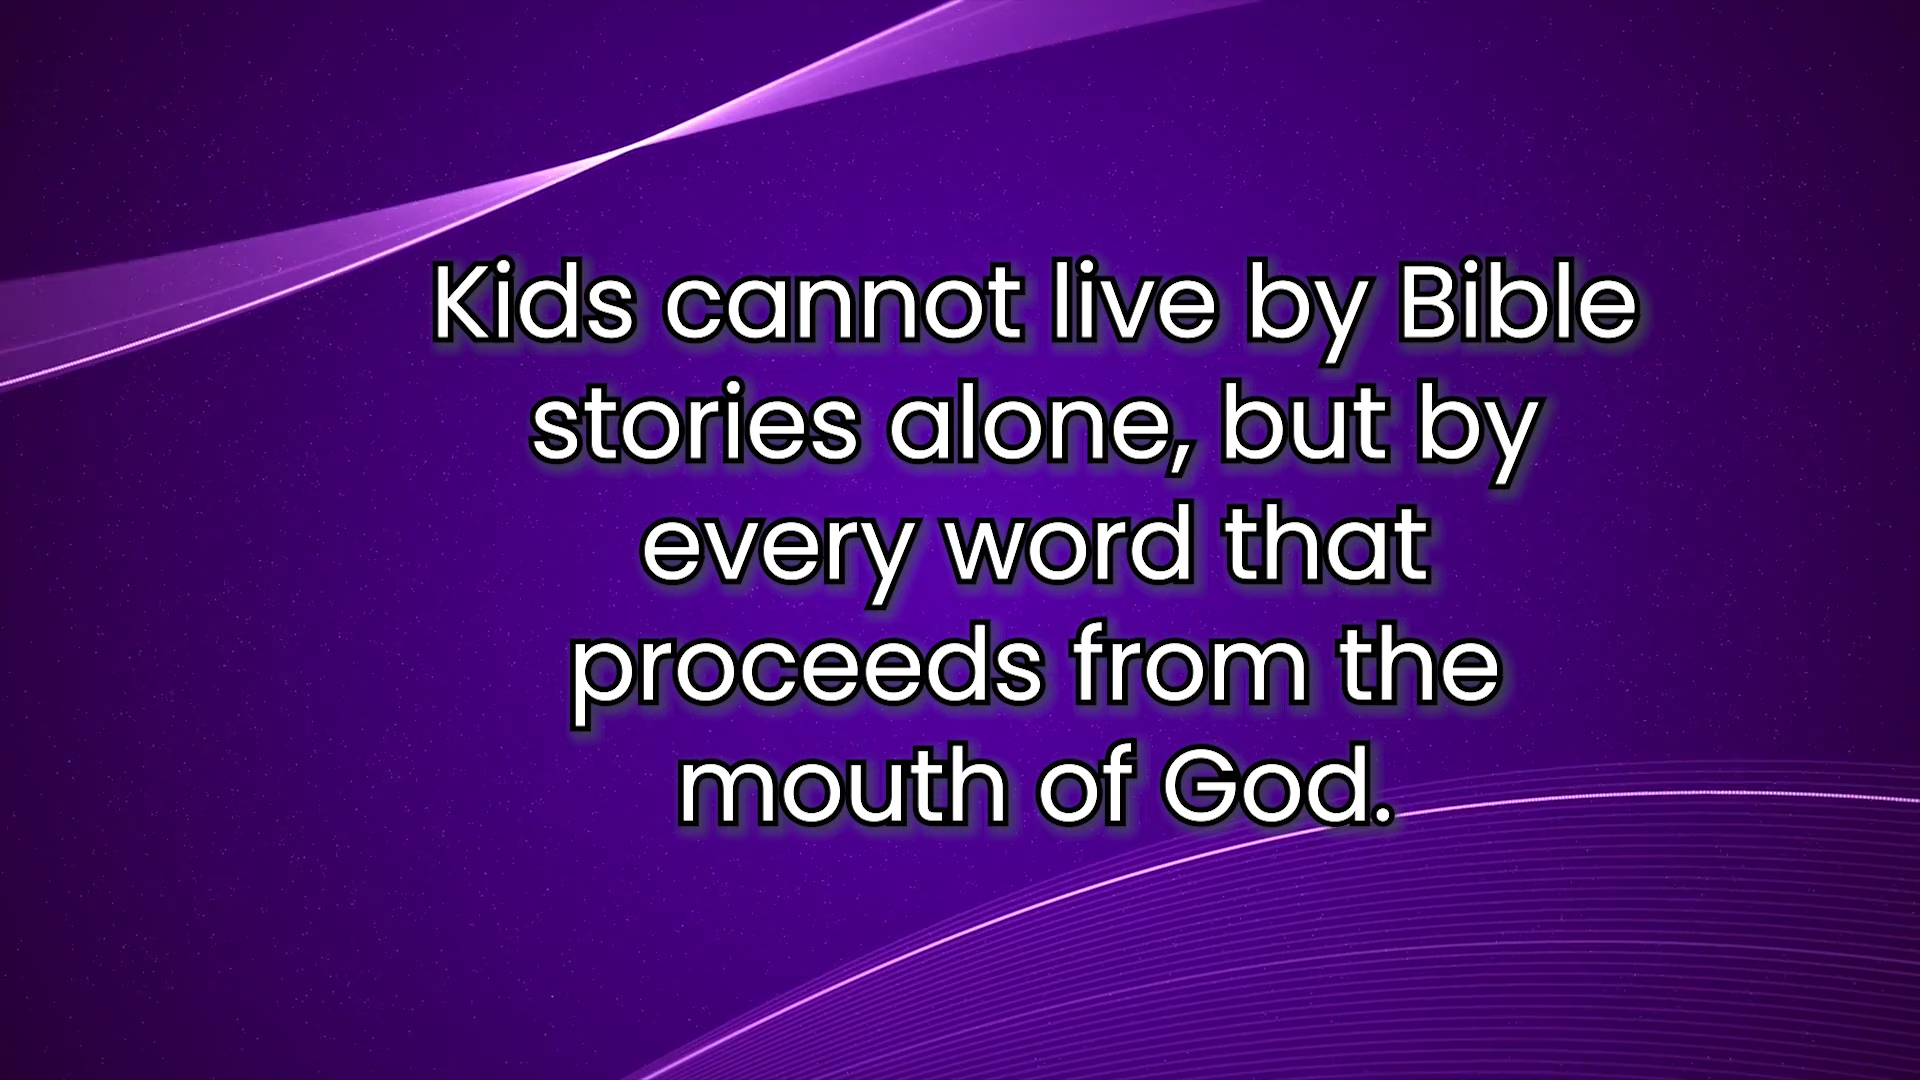 Kids cannot live by Bible
stories alone, but by
every word that
proceeds from the
mouth of God.